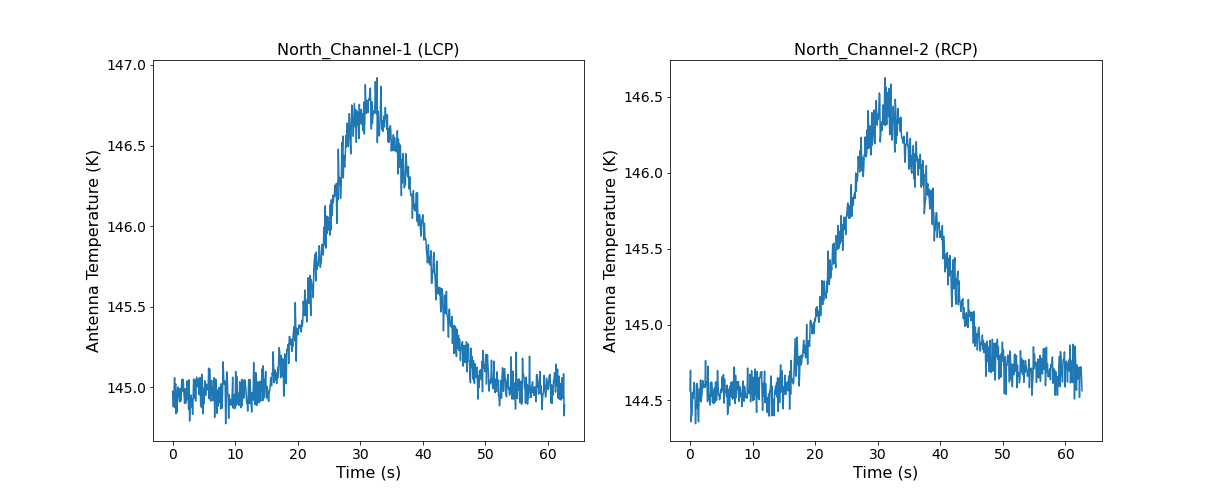 North_Channel-1 (LCP)
147.0
146.5
146.0
145.5
145.0
Antenna Temperature (K)
0 10 20 30 40 50 60
Time (s)
North_Channel-2 (RCP)
146.5
146.0
145.5
145.0
144.5
Antenna Temperature (K)
0 10 20 30 40 50 60
Time (s)